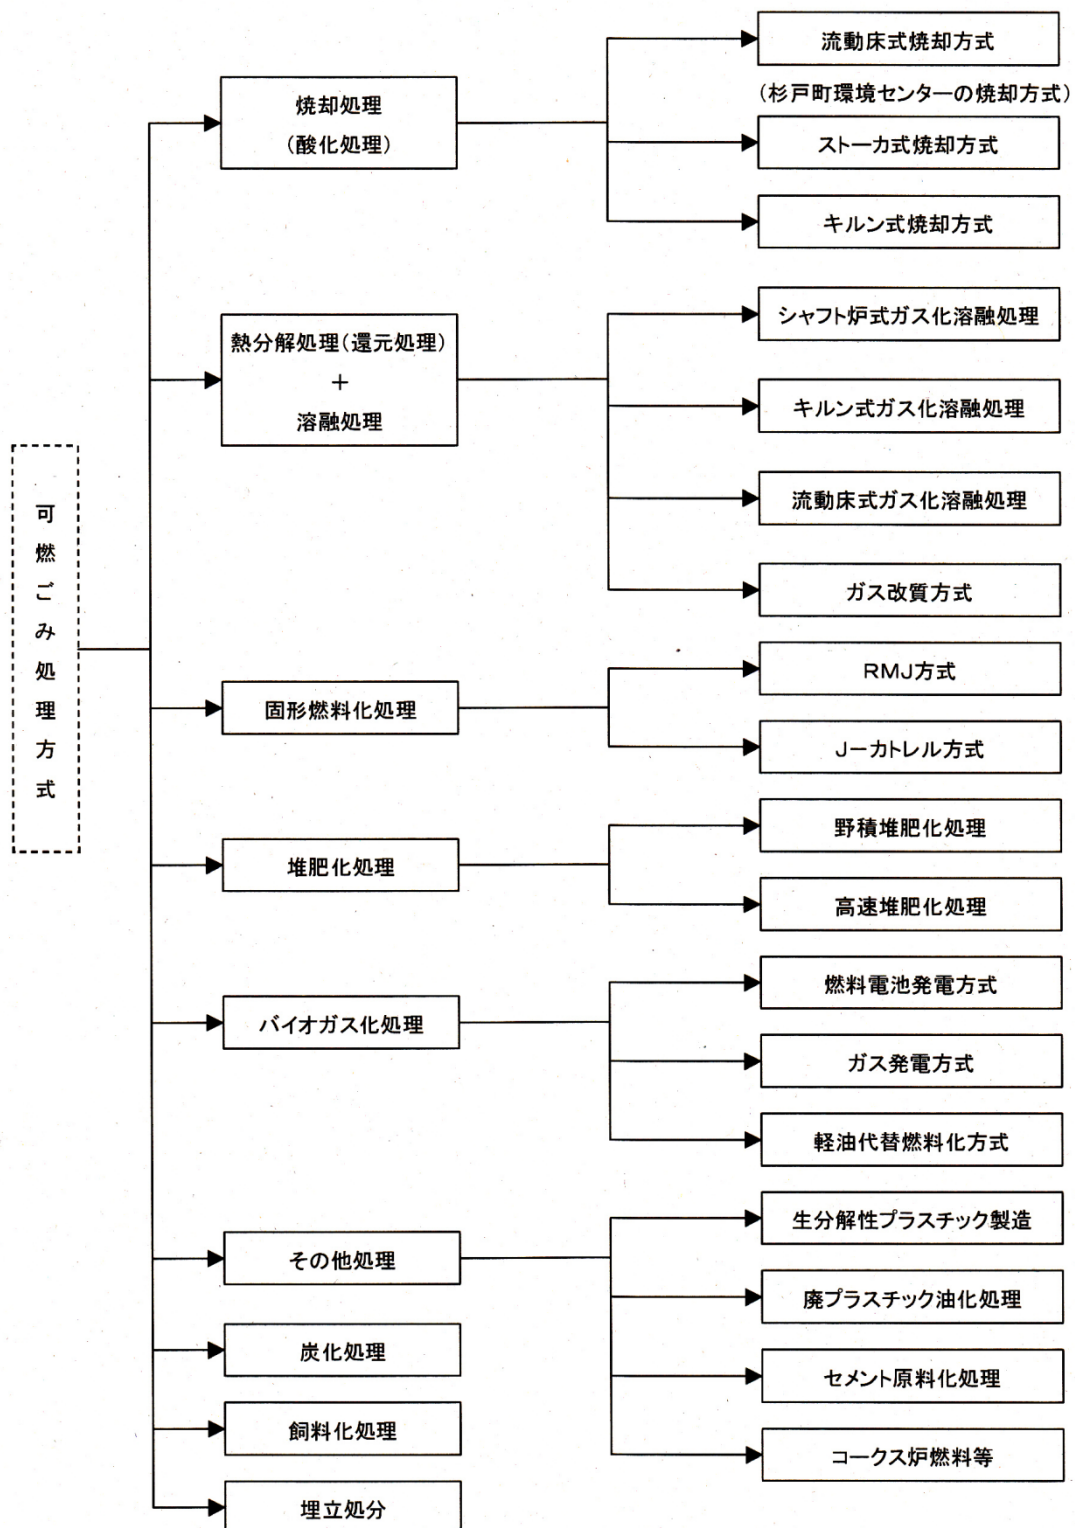 可燃ごみ処理方式
焼却処理
(酸化処理)
流動床式焼却方式
(杉戸町環境センターの焼却方式)
ストーカ式焼却方式
キルン式焼却方式
熱分解処理(還元処理)
+
溶融処理
シャフト炉式ガス化溶融処理
キルン式ガス化溶融処理
流動床式ガス化溶融処理
ガス改質方式
固形燃料化処理
RMJ方式
Jーカトレル方式
堆肥化処理
野積堆肥化処理
高速堆肥化処理
バイオガス化処理
燃料電池発電方式
ガス発電方式
軽油代替燃料化方式
その他処理
生分解性プラスチック製造
廃プラスチック油化処理
セメント原料化処理
コークス炉燃料等
炭化処理
飼料化処理
埋立処分